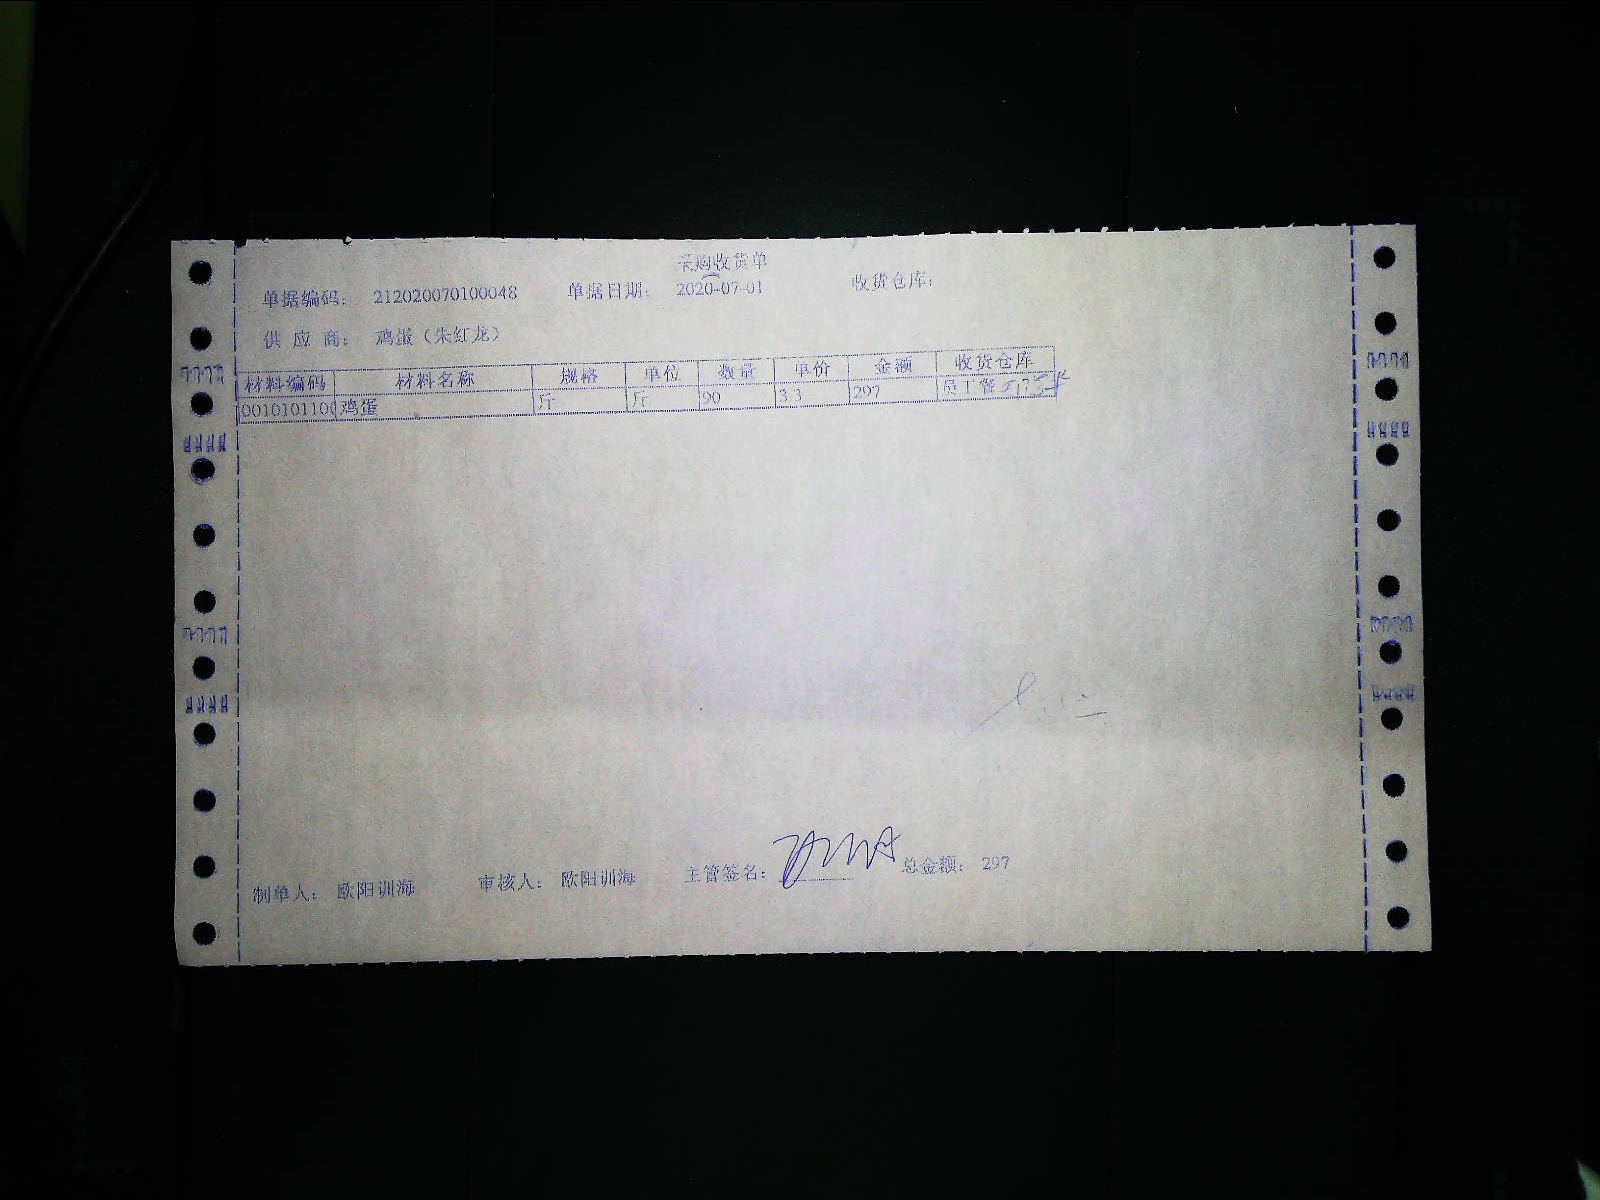 采购收货单
单据编码： 212020070100048 单据日期： 2020-07-01 收货仓库：
供 应 商： 鸡蛋（朱红龙）
材料编码 材料名称 规格 单位 数量 单价 金额 收货仓库
0010101100 鸡蛋 斤 斤 90 3.3 297 员工餐
制单人： 欧阳训海 审核人： 欧阳训海 主管签名： 总金额： 297